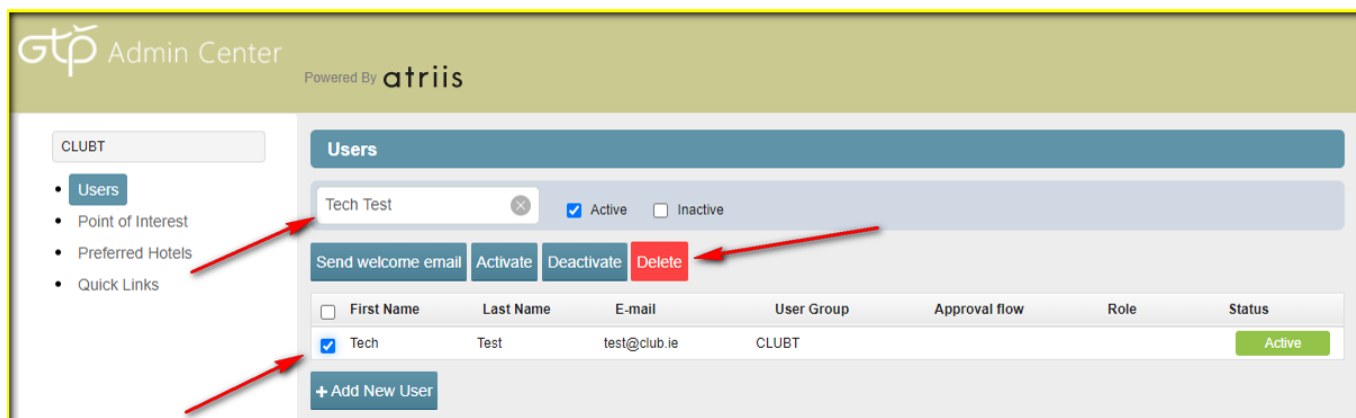 Gtp Admin Center
Powered By atriis
CLUBT
Users
Point of Interest
Preferred Hotels
Quick Links
Users
Tech Test
Active Inactive
Send welcome email Activate Deactivate Delete
First Name Last Name E-mail User Group Approval flow Role Status
Tech Test test@club.ie CLUBT Active
+ Add New User